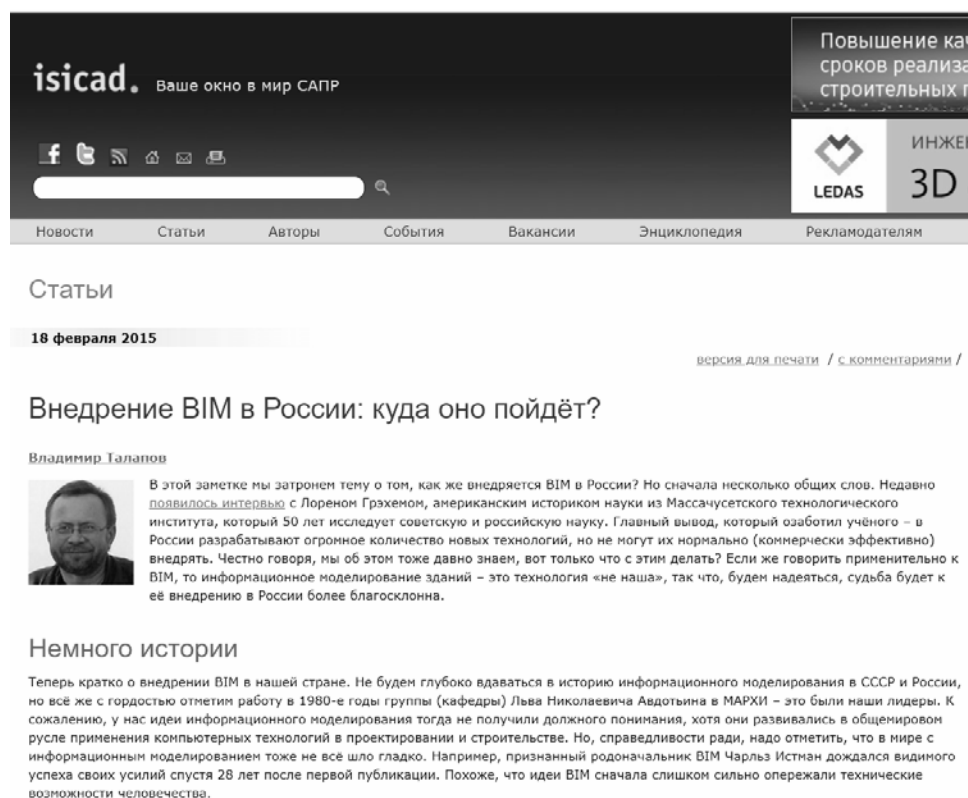 Повышение
сроков
строительных
isicad. Ваше окно в мир САПР
ИНЖЕ
3D
LEDAS
Новости Статьи Авторы События Вакансии Энциклопедия Рекламодателям
Статьи
18 февраля 2015
версия для печати / с комментариями /
Внедрение BIM в России: куда оно пойдёт?
Владимир Талапов
В этой заметке мы затронем тему о том, как же внедряется BIM в России? Но сначала несколько общих слов. Недавно
появилось интервью с Лореном Грэхемом, американским историком науки из Массачусетского технологического
института, который 50 лет исследует советскую и российскую науку. Главный вывод, который озаботил учёного – в
России разрабатывают огромное количество новых технологий, но не могут их нормально (коммерчески эффективно)
внедрять. Честно говоря, мы об этом тоже давно знаем, вот только что с этим делать? Если же говорить применительно к
BIM, то информационное моделирование зданий – это технология «не наша», так что, будем надеяться, судьба будет к
её внедрению в России более благосклонна.
Немного истории
Теперь кратко о внедрении BIM в нашей стране. Не будем глубоко вдаваться в историю информационного моделирования в СССР и России,
но всё же с гордостью отметим работу в 1980-е годы группы (кафедры) Льва Николаевича Авдотьина в МАРХИ – это были наши лидеры. К
сожалению, у нас идеи информационного моделирования тогда не получили должного понимания, хотя они развивались в общемировом
русле применения компьютерных технологий в проектировании и строительстве. Но, справедливости ради, надо отметить, что в мире с
информационным моделированием тоже не всё шло гладко. Например, признанный родоначальник BIM Чарльз Истман дождался видимого
успеха своих усилий спустя 28 лет после первой публикации. Похоже, что идеи BIM сначала слишком сильно опережали технические
возможности человечества.